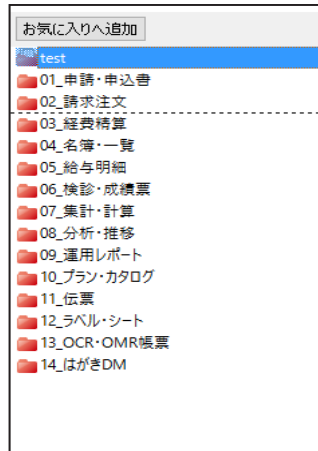 お気に入りへ追加
test
01_申請・申込書
02_請求注文
03_経費精算
04_名簿・一覧
05_給与明細
06_検診・成績票
07_集計・計算
08_分析・推移
09_運用レポート
10_プラン・カタログ
11_伝票
12_ラベル・シート
13_OCR・OMR帳票
14_はがきDM